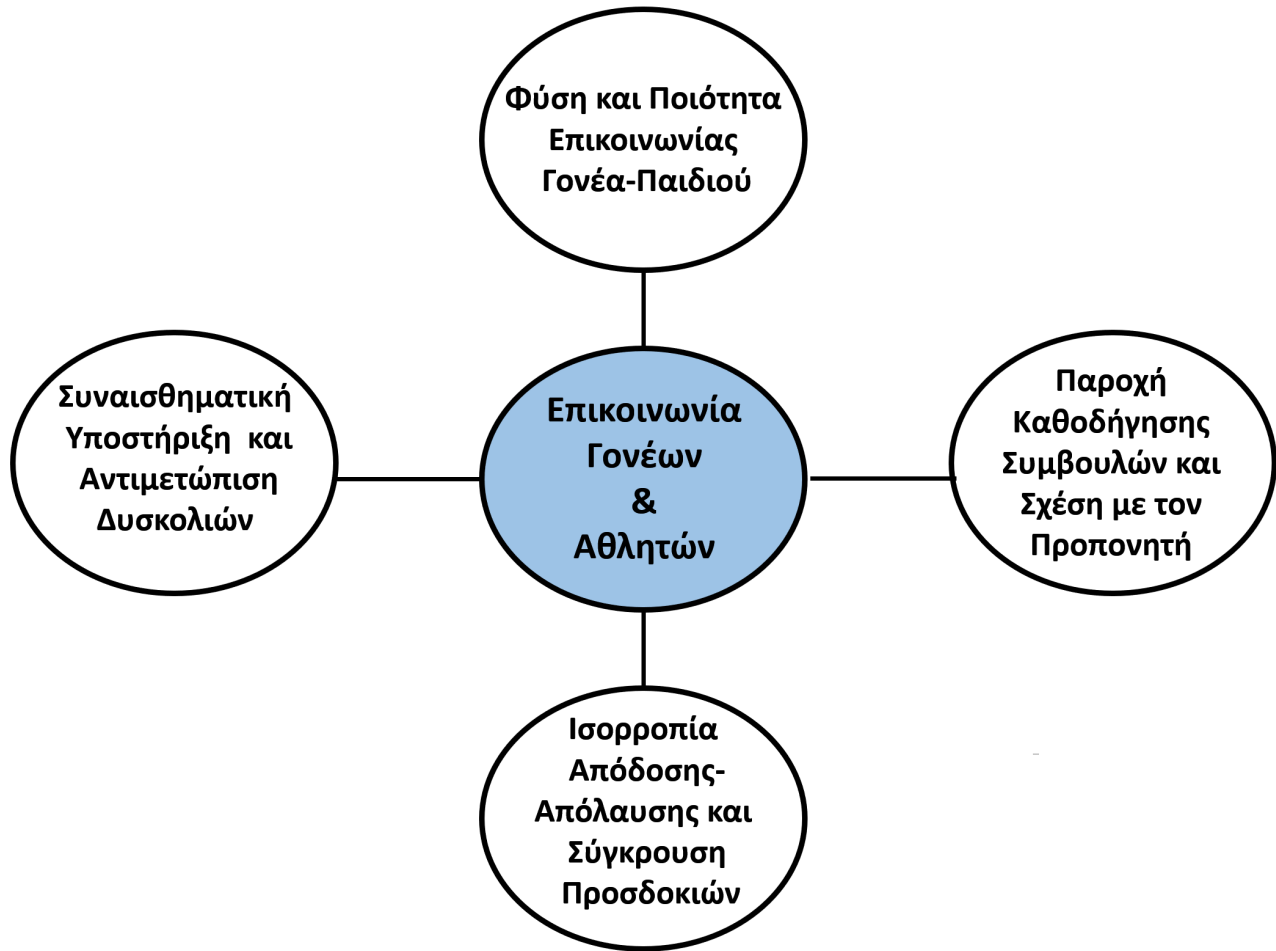 Φύση και Ποιότητα
Επικοινωνίας
Γονέα-Παιδιού
Συναισθηματική
Υποστήριξη και
Αντιμετώπιση
Δυσκολιών
Επικοινωνία
Γονέων
&
Αθλητών
Παροχή
Καθοδήγησης
Συμβουλών και
Σχέση με τον
Προπονητή
Ισορροπία
Απόδοσης-
Απόλαυσης και
Σύγκρουση
Προσδοκιών